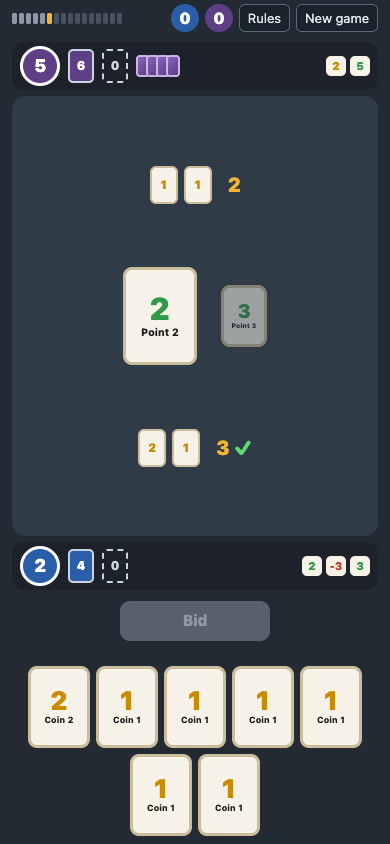 0 0 Rules New game
5 6 0 2 5
1 1 2
2 Point 2
3 Point 3
2 1 3
2 4 0 2 -3 3
Bid
2 1 1 1 1
Coin 2 Coin 1 Coin 1 Coin 1 Coin 1
1 1
Coin 1 Coin 1